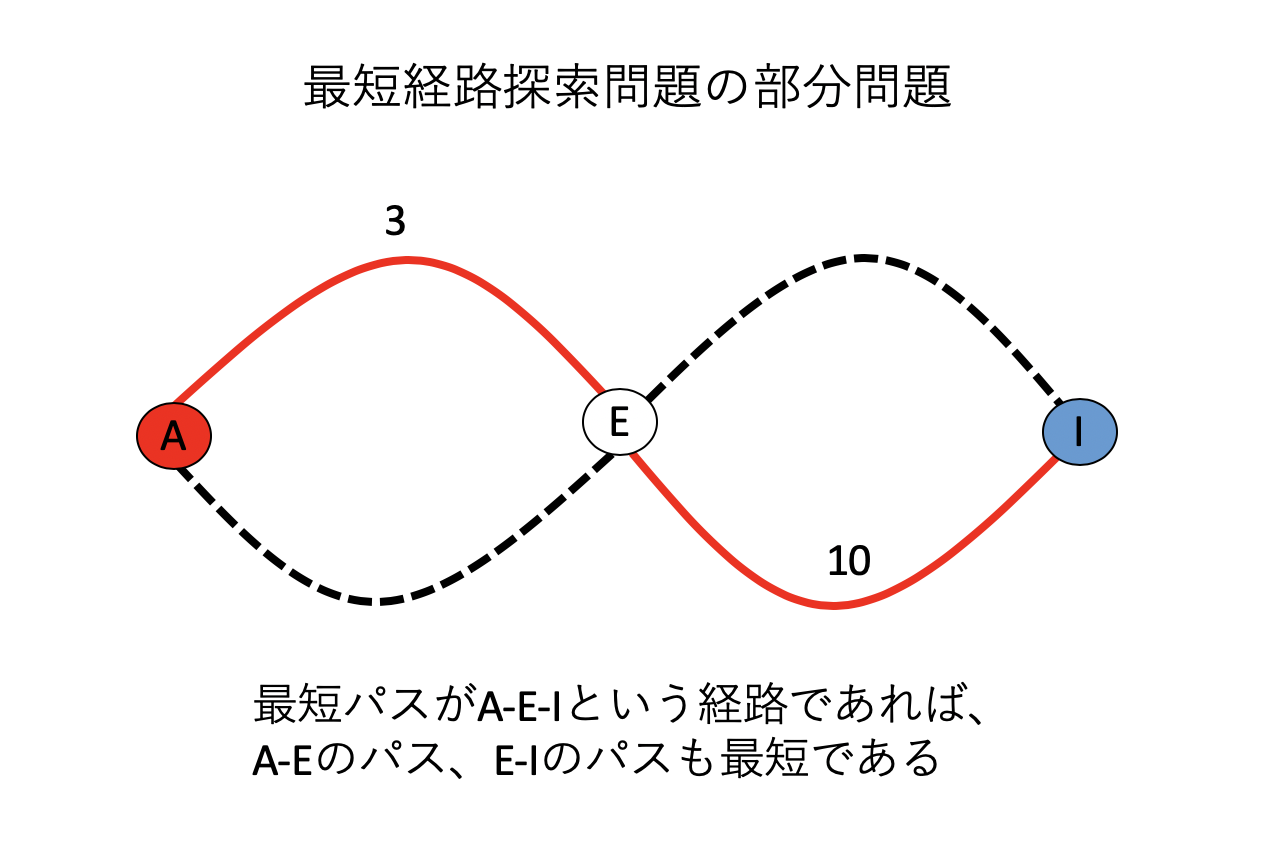 最短経路探索問題の部分問題
3
A
E
I
10
最短パスがA-E-Iという経路であれば、
A-Eのパス、E-Iのパスも最短である